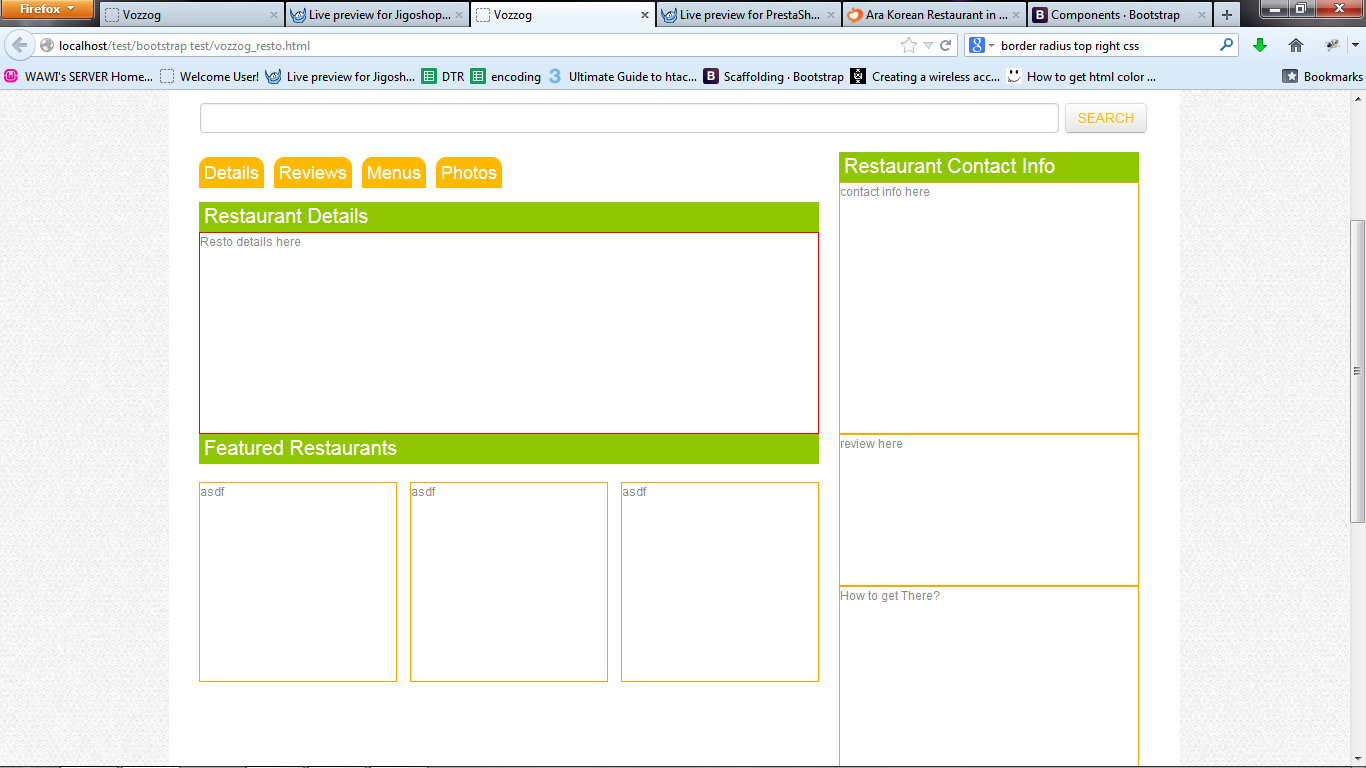 Firefox
Vozzog
Live preview for Jigoshop,...
Vozzog
Live preview for PrestaSh...
Ara Korean Restaurant in ...
Components · Bootstrap
localhost/test/bootstrap test/vozzog_resto.html
border radius top right css
WAWI's SERVER Home...
Welcome User!
Live preview for Jigosh...
DTR
encoding
Ultimate Guide to htac...
Scaffolding · Bootstrap
Creating a wireless acc...
How to get html color ...
Bookmarks
SEARCH
Details
Reviews
Menus
Photos
Restaurant Contact Info
contact info here
Restaurant Details
Resto details here
Featured Restaurants
review here
asdf
asdf
asdf
How to get There?